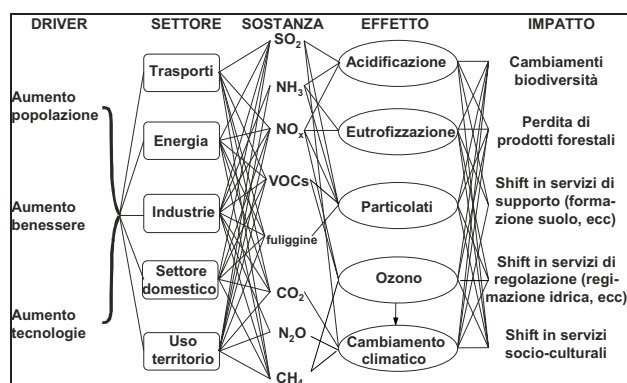 DRIVER SETTORE SOSTANZA EFFETTO IMPATTO
Aumento
popolazione
Aumento
benessere
Aumento
tecnologie
Trasporti
Energia
Industrie
Settore
domestico
Uso
territorio
SO2
NH3
NOx
VOCs
fuliggine
CO2
N2O
CH4
Acidificazione
Eutrofizzazione
Particolati
Ozono
Cambiamento
climatico
Cambiamenti
biodiversità
Perdita di
prodotti forestali
Shift in servizi di
supporto (forma-
zione suolo, ecc)
Shift in servizi di
regolazione (regi-
mazione idrica, ecc)
Shift in servizi
socio-culturali